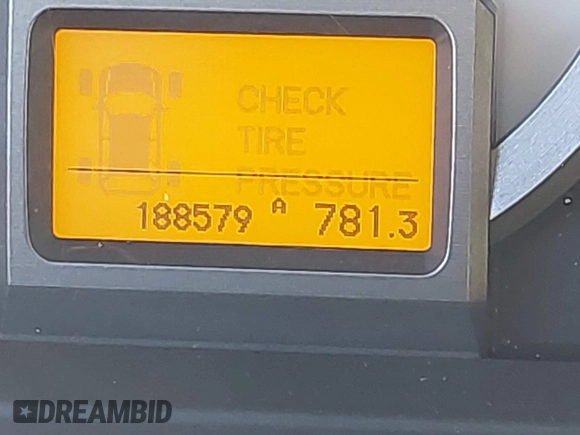 CHECK
TIRE
PRESSURE
188579 A 781.3
DREAMBID